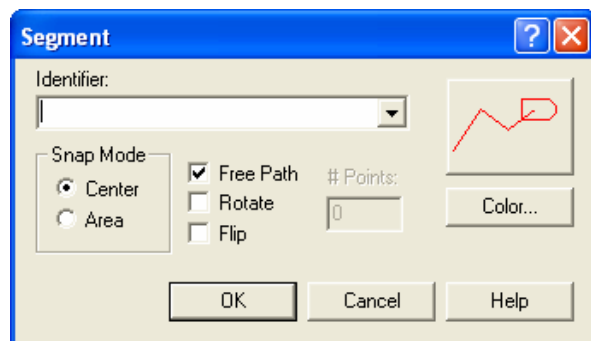 Segment
Identifier:
Snap Mode
Center
Area
Free Path
Rotate
Flip
# Points:
0
Color...
OK
Cancel
Help